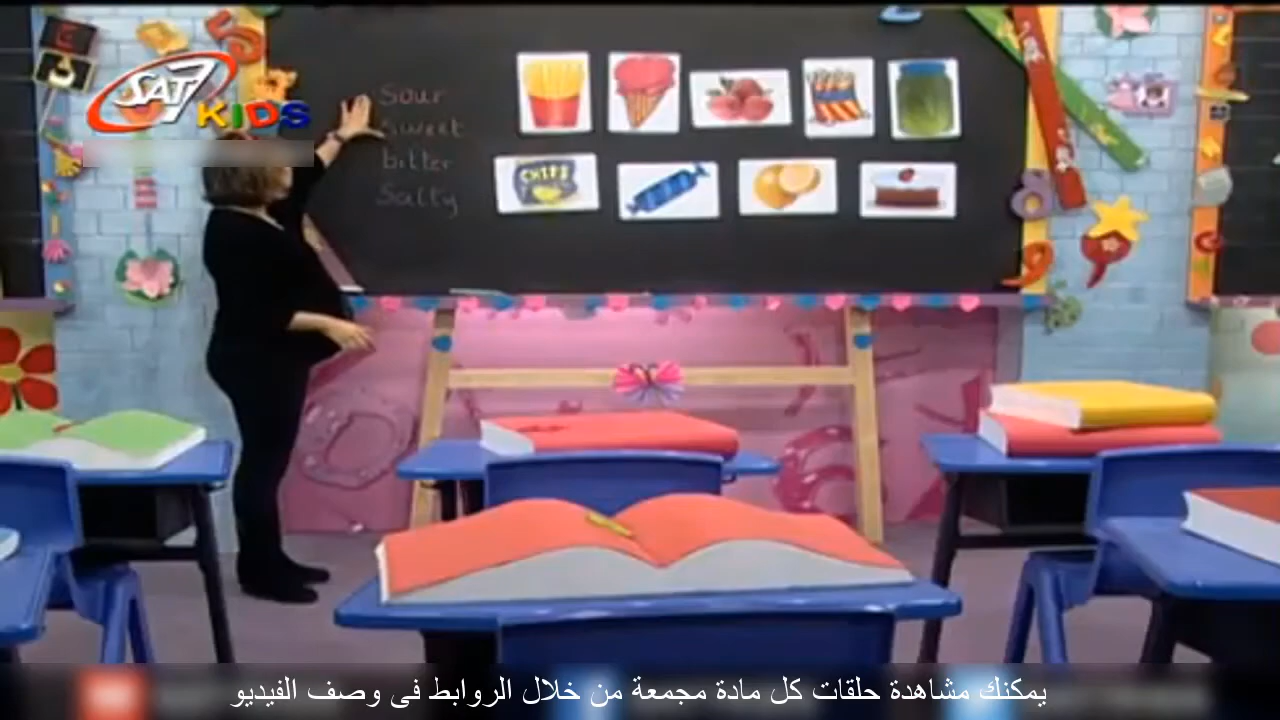 SAT7
KIDS
Sour
Sweet
bitter
Salty
CHIPS
يمكنك مشاهدة حلقات كل مادة مجمعة من خلال الروابط فى وصف الفيديو